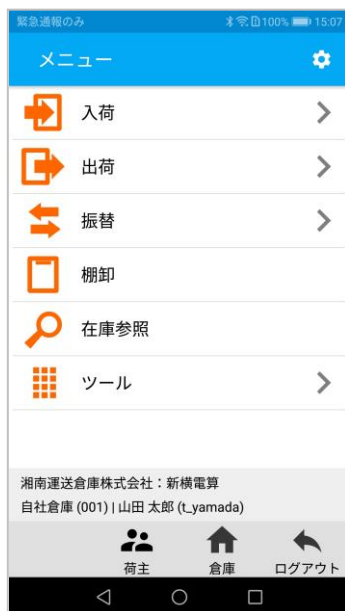 緊急通報のみ 100% 15:07
メニュー
入荷
出荷
振替
棚卸
在庫参照
ツール
湘南運送倉庫株式会社：新横電算
自社倉庫 (001) | 山田 太郎 (t_yamada)
荷主 倉庫 ログアウト